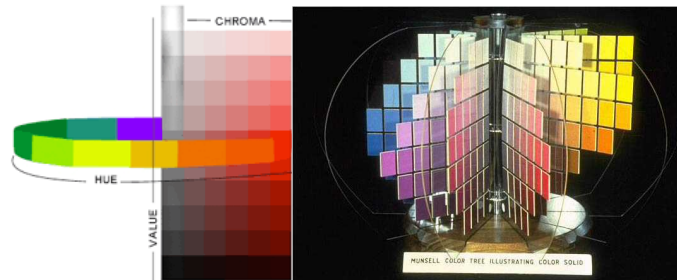 CHROMA
HUE
VALUE
MUNSELL COLOR TREE ILLUSTRATING COLOR SOLID